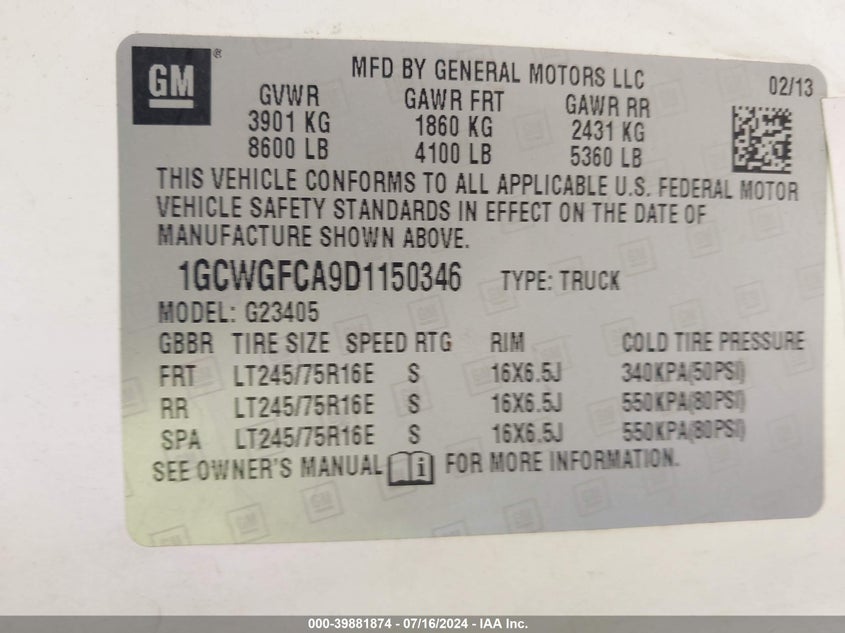 GM ®
MFD BY GENERAL MOTORS LLC
02/13
GVWR GAWR FRT GAWR RR
3901 KG 1860 KG 2431 KG
8600 LB 4100 LB 5360 LB
THIS VEHICLE CONFORMS TO ALL APPLICABLE U.S. FEDERAL MOTOR
VEHICLE SAFETY STANDARDS IN EFFECT ON THE DATE OF
MANUFACTURE SHOWN ABOVE.
1GCWGFCA9D1150346 TYPE: TRUCK
MODEL: G23405
GBBR TIRE SIZE SPEED RTG RIM COLD TIRE PRESSURE
FRT LT245/75R16E S 16X6.5J 340KPA(50PSI)
RR LT245/75R16E S 16X6.5J 550KPA(80PSI)
SPA LT245/75R16E S 16X6.5J 550KPA(80PSI)
SEE OWNER'S MANUAL i FOR MORE INFORMATION.
000-39881874 - 07/16/2024 - IAA Inc.